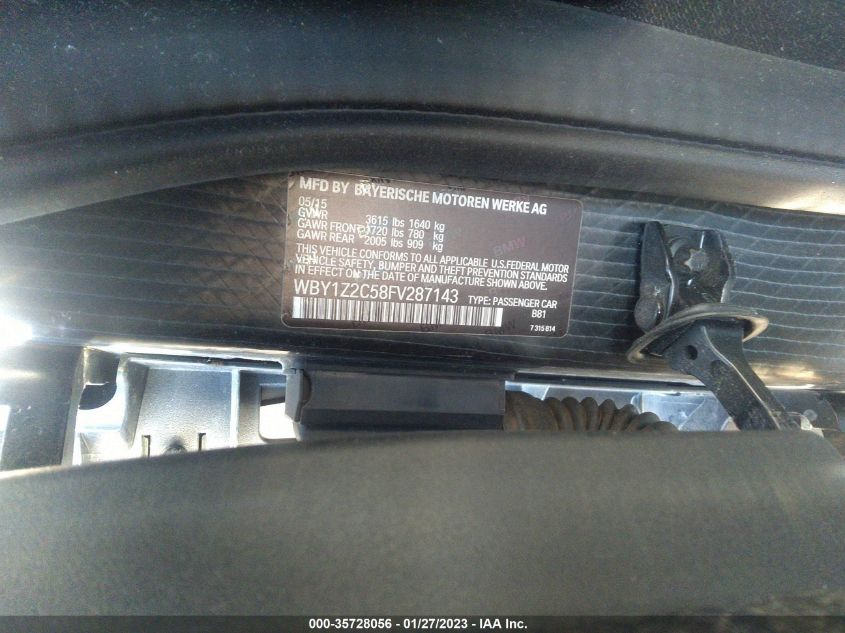 MFD BY BAYERISCHE MOTOREN WERKE AG
05/15
GVWR 3615 lbs 1640 kg
GAWR FRONT 1720 lbs 780 kg
GAWR REAR 2005 lbs 909 kg
THIS VEHICLE CONFORMS TO ALL APPLICABLE U.S.FEDERAL MOTOR
VEHICLE SAFETY, BUMPER AND THEFT PREVENTION STANDARDS
IN EFFECT ON THE DATE OF MANUFACTURE SHOWN ABOVE.
WBY1Z2C58FV287143 TYPE: PASSENGER CAR
B81
7 315 814
000-35728056 - 01/27/2023 - IAA Inc.